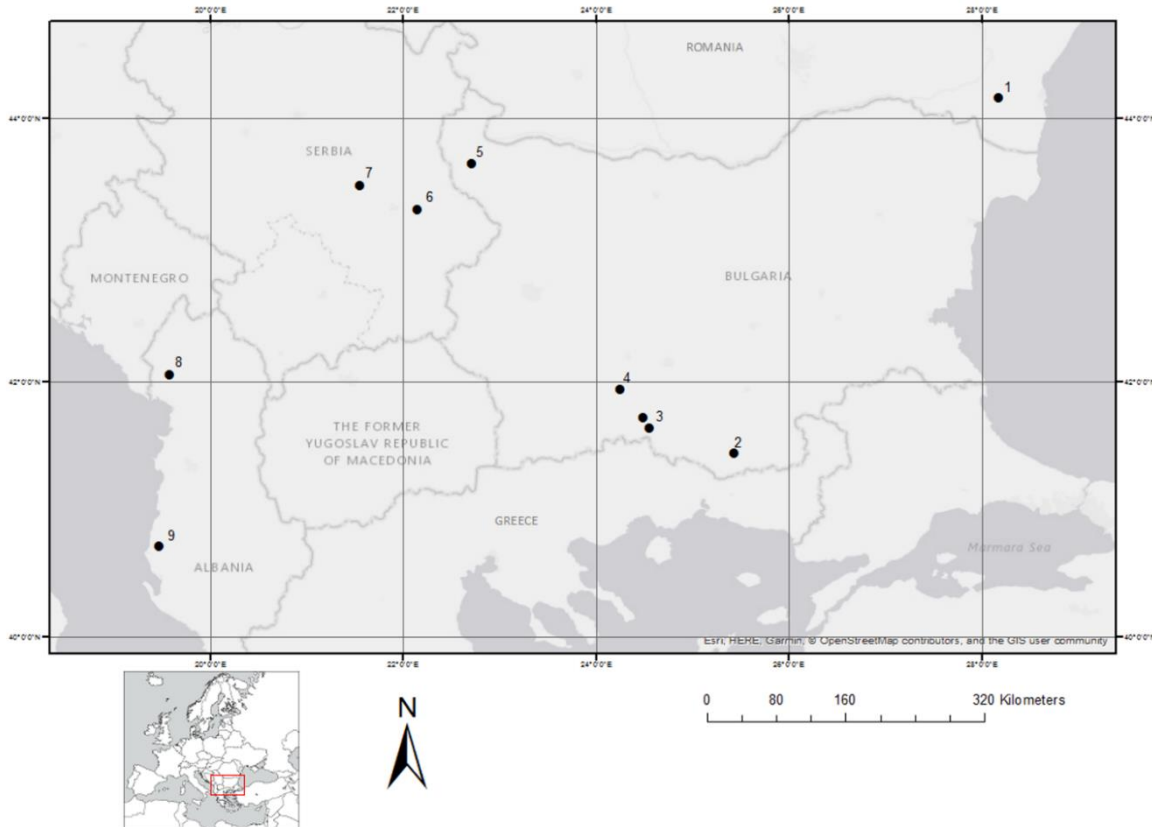 20°0'0"E 22°0'0"E 24°0'0"E 26°0'0"E 28°0'0"E
ROMANIA
1
44°0'0"N 44°0'0"N
SERBIA
5
7
6
MONTENEGRO
BULGARIA
8
42°0'0"N 42°0'0"N
4
3
THE FORMER
YUGOSLAV REPUBLIC
OF MACEDONIA
2
GREECE
9
Marmara Sea
ALBANIA
40°0'0"N 40°0'0"N
Esri, HERE, Garmin, © OpenStreetMap contributors, and the GIS user community
20°0'0"E 22°0'0"E 24°0'0"E 26°0'0"E 28°0'0"E
N
0 80 160 320 Kilometers